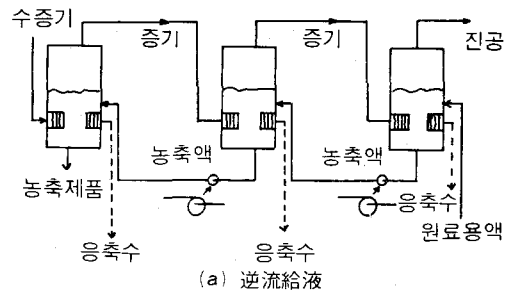 수증기
증기
증기
진공
농축액
농축액
농축제품
응축수
원료용액
응축수
응축수
(a) 逆流給液